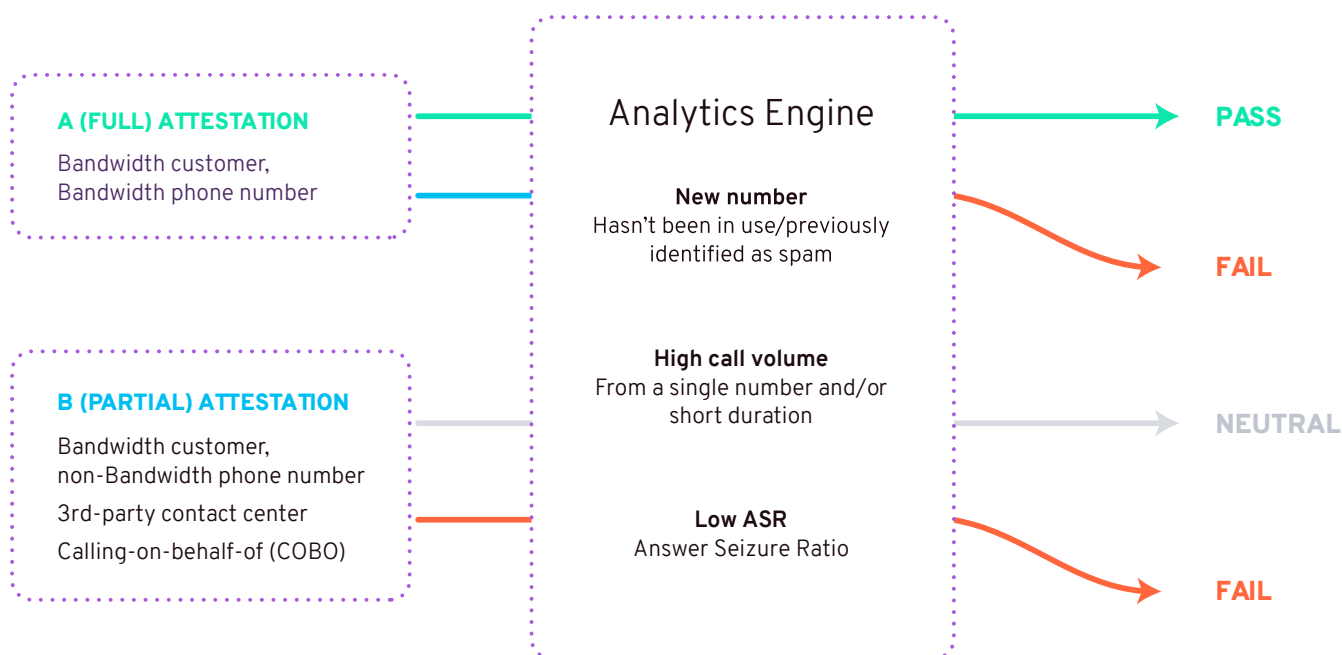 A (FULL) ATTESTATION
Bandwidth customer,
Bandwidth phone number
B (PARTIAL) ATTESTATION
Bandwidth customer,
non-Bandwidth phone number
3rd-party contact center
Calling-on-behalf-of (COBO)
Analytics Engine
New number
Hasn’t been in use/previously
identified as spam
High call volume
From a single number and/or
short duration
Low ASR
Answer Seizure Ratio
PASS
FAIL
NEUTRAL
FAIL